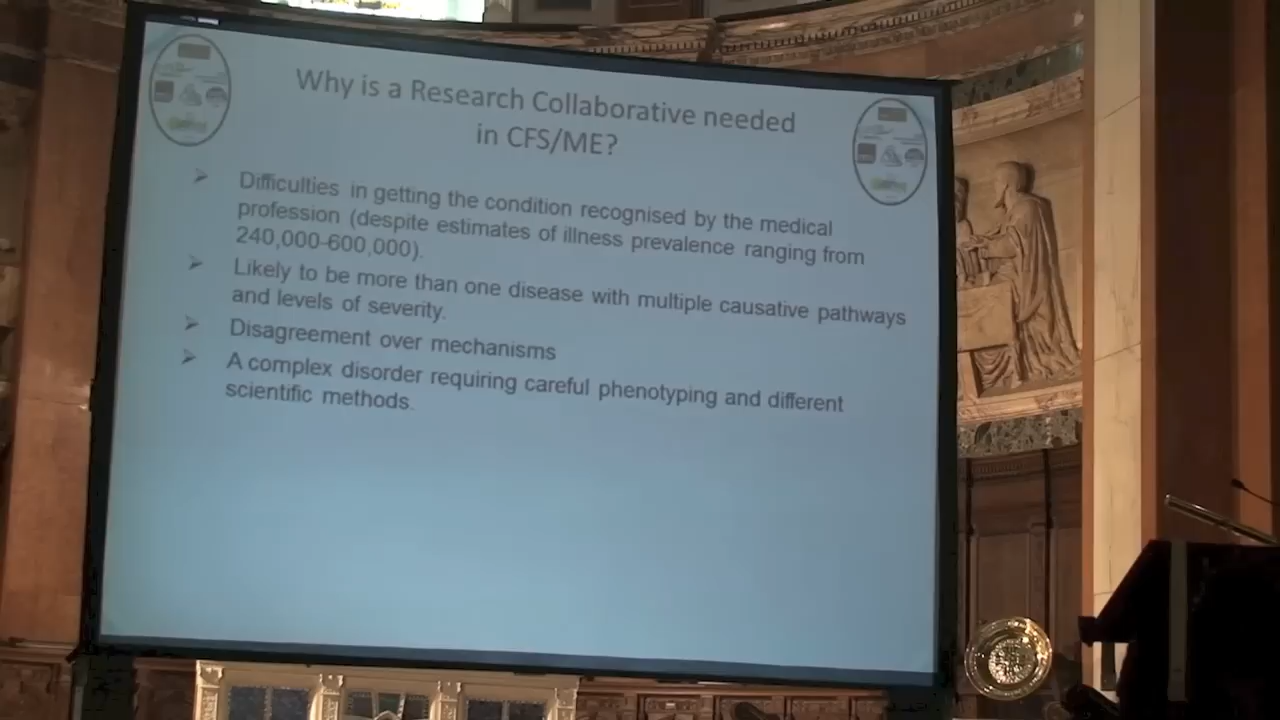 Why is a Research Collaborative needed
in CFS/ME?
Difficulties in getting the condition recognised by the medical
profession (despite estimates of illness prevalence ranging from
240,000-600,000).
Likely to be more than one disease with multiple causative pathways
and levels of severity.
Disagreement over mechanisms
A complex disorder requiring careful phenotyping and different
scientific methods.